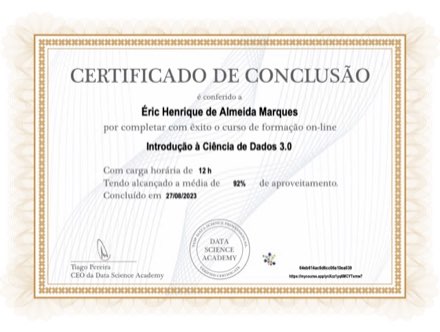 CERTIFICADO DE CONCLUSÃO
é conferido a
Éric Henrique de Almeida Marques
por completar com êxito o curso de formação on-line
Introdução à Ciência de Dados 3.0
Com carga horária de 12 h
Tendo alcançado a média de 92% de aproveitamento.
Concluído em 27/08/2023
DATA
SCIENCE
ACADEMY
Tiago Pereira
CEO da Data Science Academy